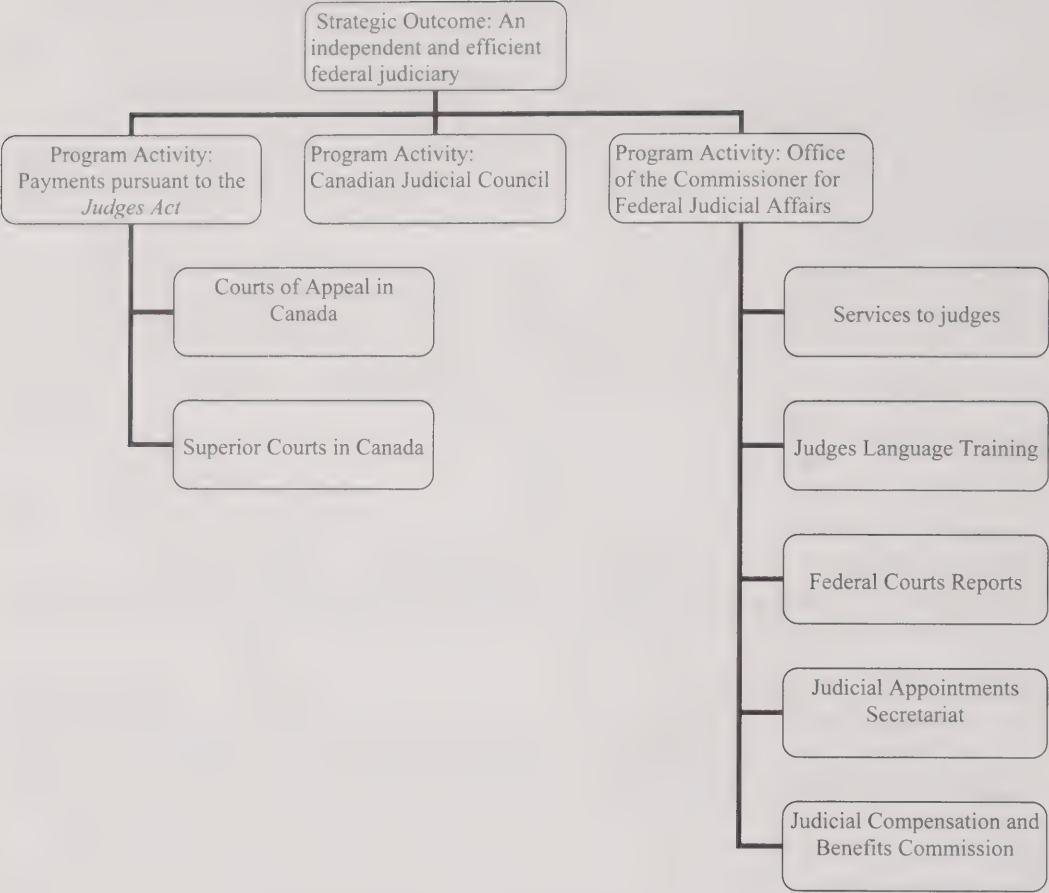 Strategic Outcome: An
independent and efficient
federal judiciary
Program Activity:
Payments pursuant to the
Judges Act
Program Activity:
Canadian Judicial Council
Program Activity: Office
of the Commissioner for
Federal Judicial Affairs
Courts of Appeal in
Canada
Superior Courts in Canada
Services to judges
Judges Language Training
Federal Courts Reports
Judicial Appointments
Secretariat
Judicial Compensation and
Benefits Commission